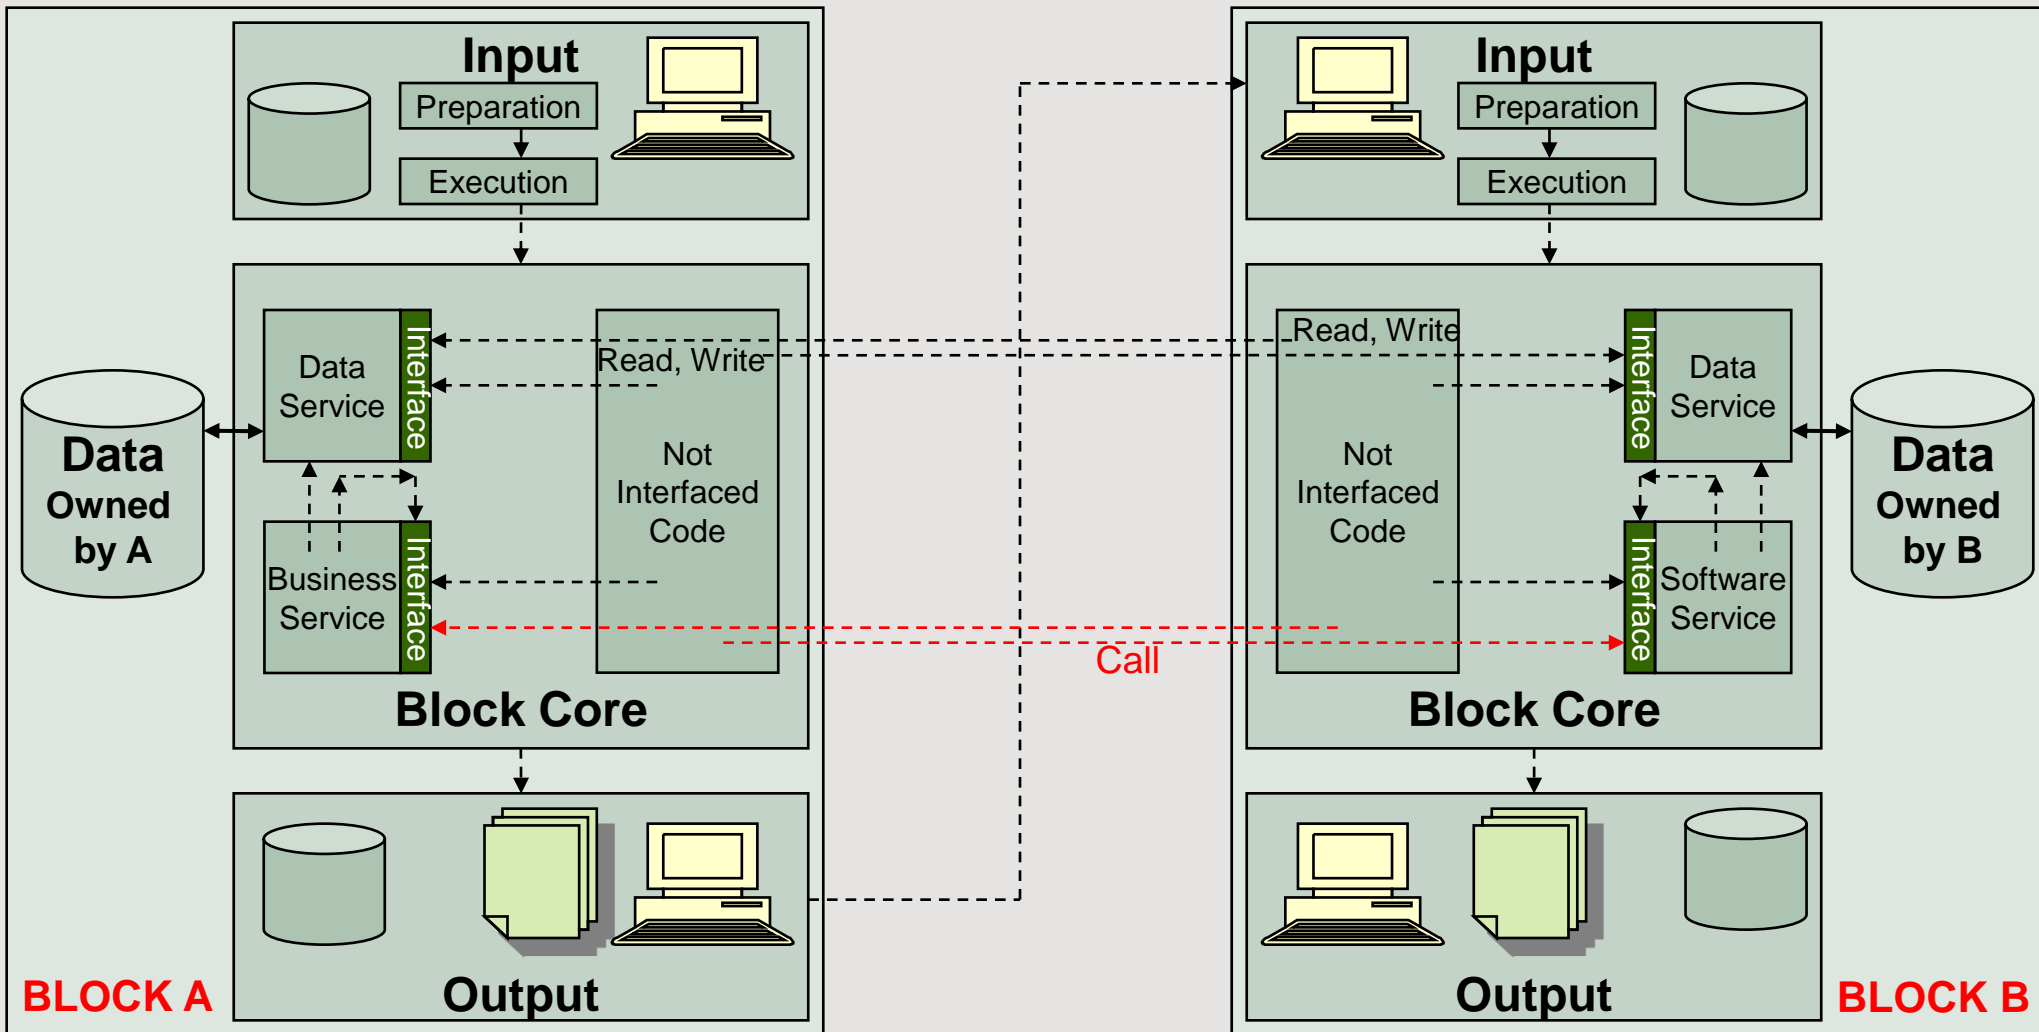 Input
Preparation
Execution
Data
Service
Interface
Read, Write
Not
Interfaced
Code
Business
Service
Interface
Block Core
Data
Owned
by A
Output
BLOCK A
Call
Input
Preparation
Execution
Read, Write
Not
Interfaced
Code
Interface
Data
Service
Interface
Software
Service
Block Core
Data
Owned
by B
Output
BLOCK B